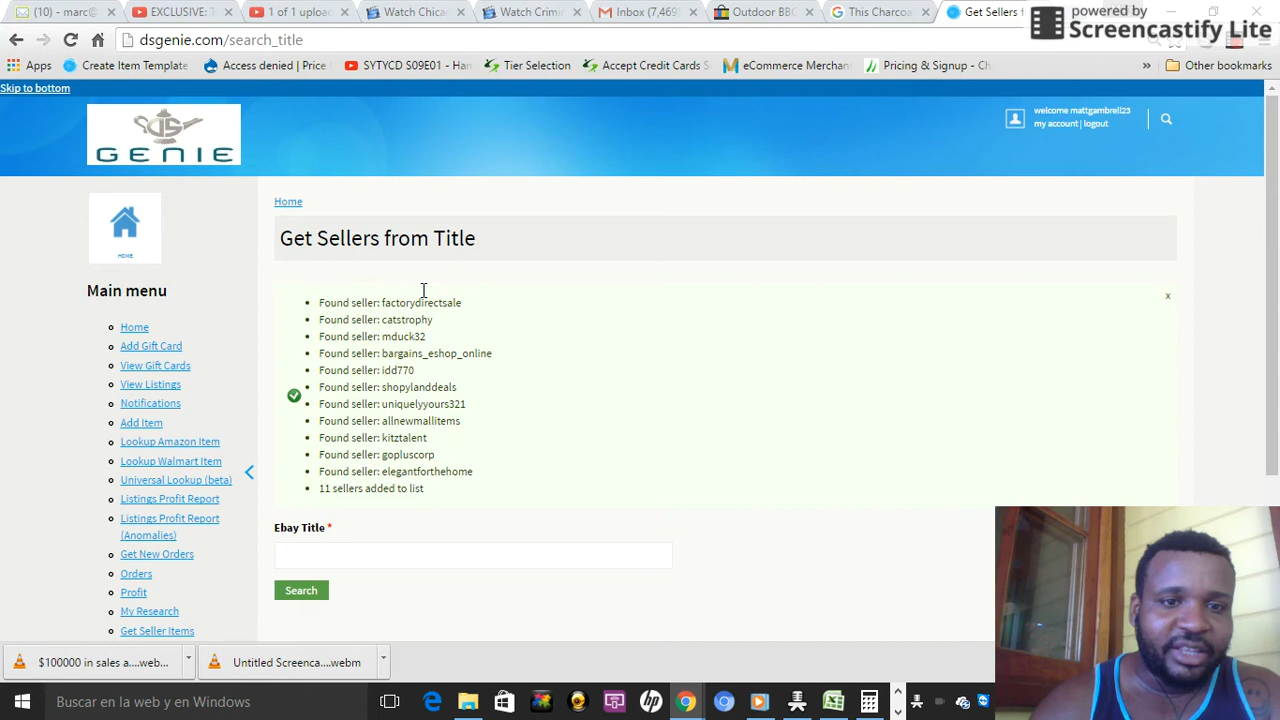 (10) - marc@
EXCLUSIVE: T
1 of 1 uploa
Watch Chica
Watch Crimi
Inbox (7,469
Outdoor BBC
This Charcoa
Get Sellers f
powered by
Screencastify Lite
dsgenie.com/search_title
Apps
Create Item Template
Access denied | Price
SYTYCD S09E01 - Han
Tier Selection
Accept Credit Cards
eCommerce Merchan
Pricing & Signup - Ch
»
Other bookmarks
Skip to bottom
DS
GENIE
welcome mattgambrell23
my account | logout
HOME
Main menu
Home
Add Gift Card
View Gift Cards
View Listings
Notifications
Add Item
Lookup Amazon Item
Lookup Walmart Item
Universal Lookup (beta)
Listings Profit Report
Listings Profit Report
(Anomalies)
Get New Orders
Orders
Profit
My Research
Get Seller Items
Home
Get Sellers from Title
x
Found seller: factorydirectsale
Found seller: catstrophy
Found seller: mduck32
Found seller: bargains_eshop_online
Found seller: idd770
Found seller: shopylanddeals
Found seller: uniquelyyours321
Found seller: allnewmallitems
Found seller: kitztalent
Found seller: gopluscorp
Found seller: elegantforthehome
11 sellers added to list
Ebay Title *
Search
$100000 in sales a....web...
Untitled Screenca....webm
Buscar en la web y en Windows